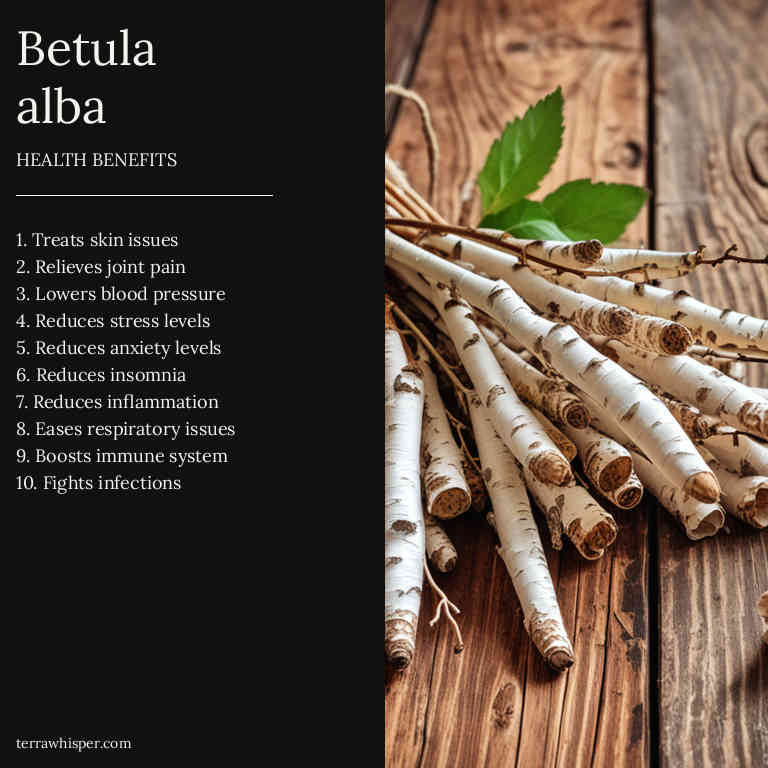 Betula
alba
HEALTH BENEFITS
1. Treats skin issues
2. Relieves joint pain
3. Lowers blood pressure
4. Reduces stress levels
5. Reduces anxiety levels
6. Reduces insomnia
7. Reduces inflammation
8. Eases respiratory issues
9. Boosts immune system
10. Fights infections
terrawhisper.com